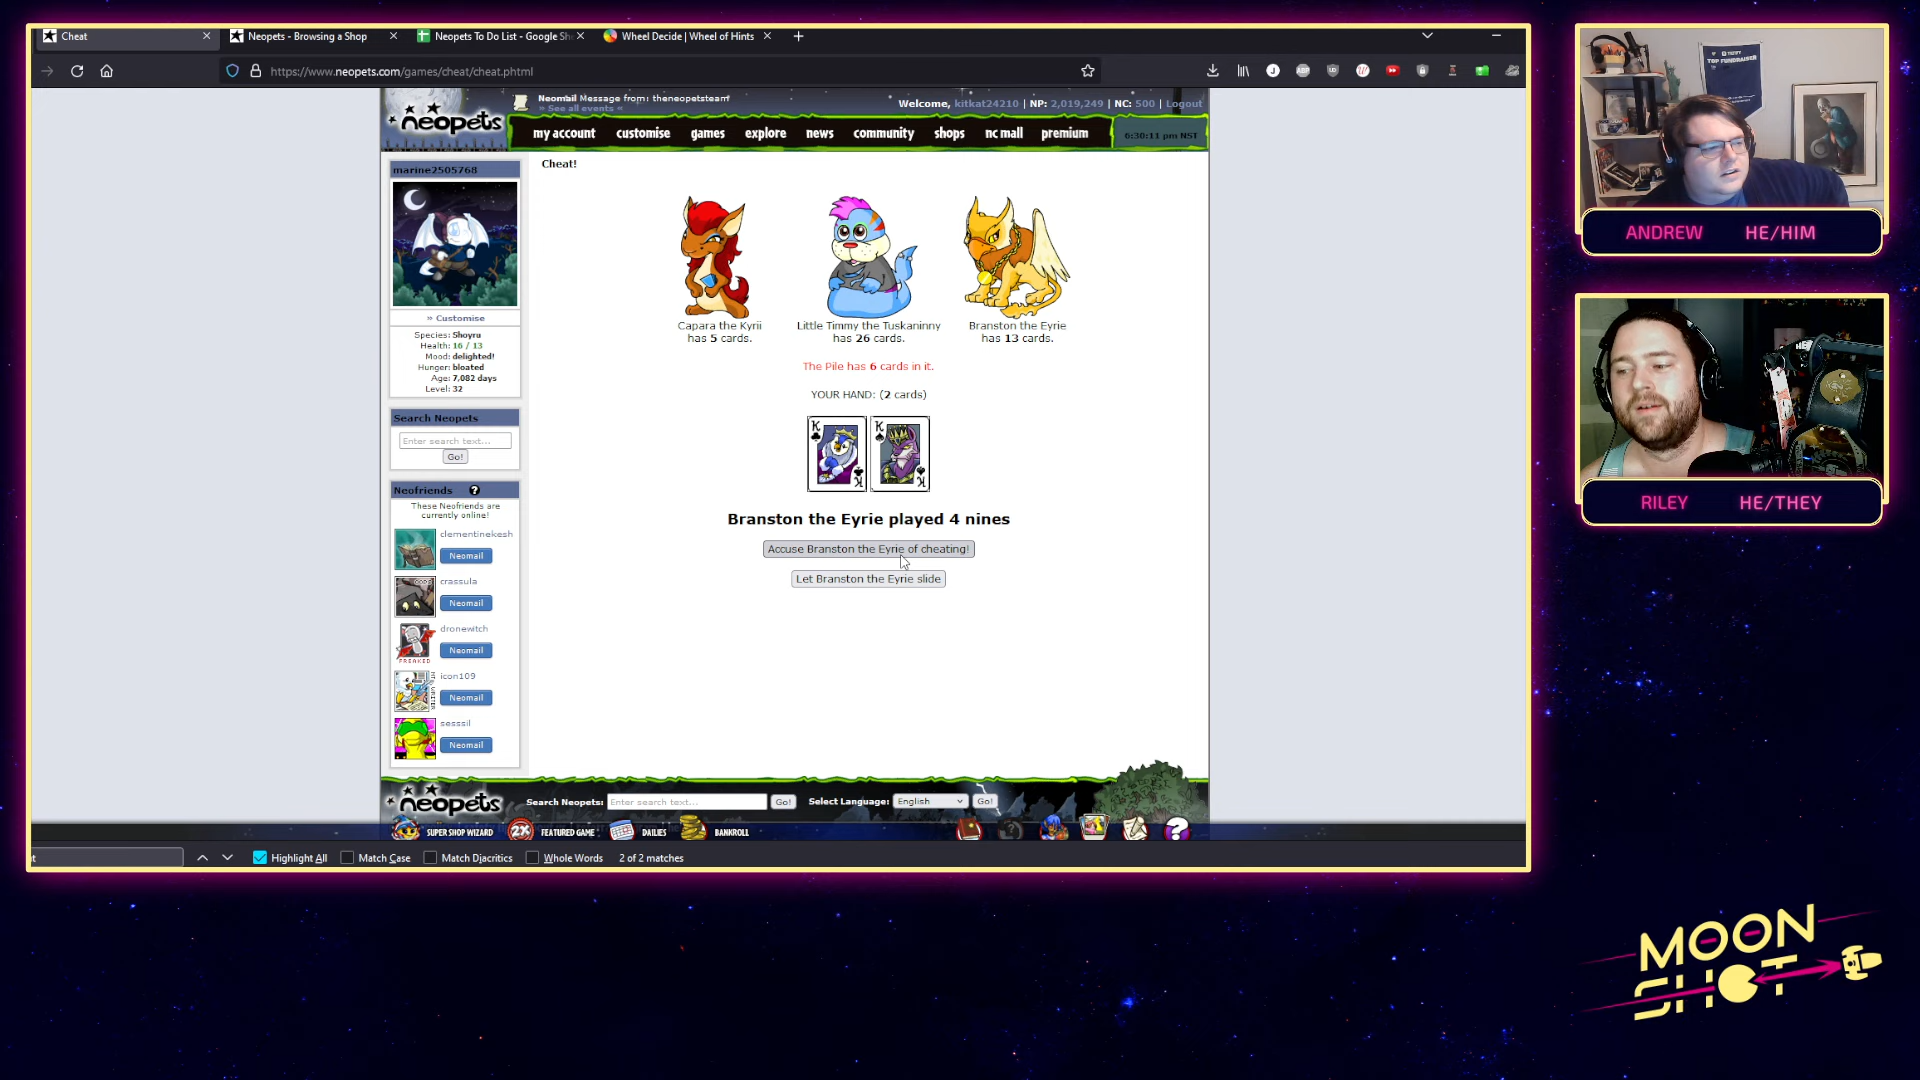 Cheat
Neopets - Browsing a Shop
Neopets To Do List - Google Sh
Wheel Decide | Wheel of Hints
https://www.neopets.com/games/cheat/cheat.phtml
Neomail Message from: theneopetsteam
» See all events «
Welcome, kitkat24210 | NP: 2,019,249 | NC: 500 | Logout
neopets
my account customise games explore news community shops nc mall premium
6:30:11 pm NST
marine2505768
» Customise
Species: Shoyru
Health: 16 / 13
Mood: delighted!
Hunger: bloated
Age: 7,082 days
Level: 32
Search Neopets
Enter search text...
Go!
Neofriends ?
These Neofriends are
currently online!
clementinekesh
Neomail
crassula
Neomail
dronewitch
Neomail
FREAKED
icon109
Neomail
sesssil
Neomail
Cheat!
Capara the Kyrii
has 5 cards.
Little Timmy the Tuskaninny
has 26 cards.
Branston the Eyrie
has 13 cards.
The Pile has 6 cards in it.
YOUR HAND: (2 cards)
K K
K K
Branston the Eyrie played 4 nines
Accuse Branston the Eyrie of cheating!
Let Branston the Eyrie slide
neopets
Search Neopets: Enter search text... Go! Select Language: English Go!
SUPER SHOP WIZARD
2X FEATURED GAME
DAILIES
BANKROLL
Highlight All Match Case Match Diacritics Whole Words 2 of 2 matches
TOP FUNDRAISER
ANDREW HE/HIM
RILEY HE/THEY
MOON
SHOT